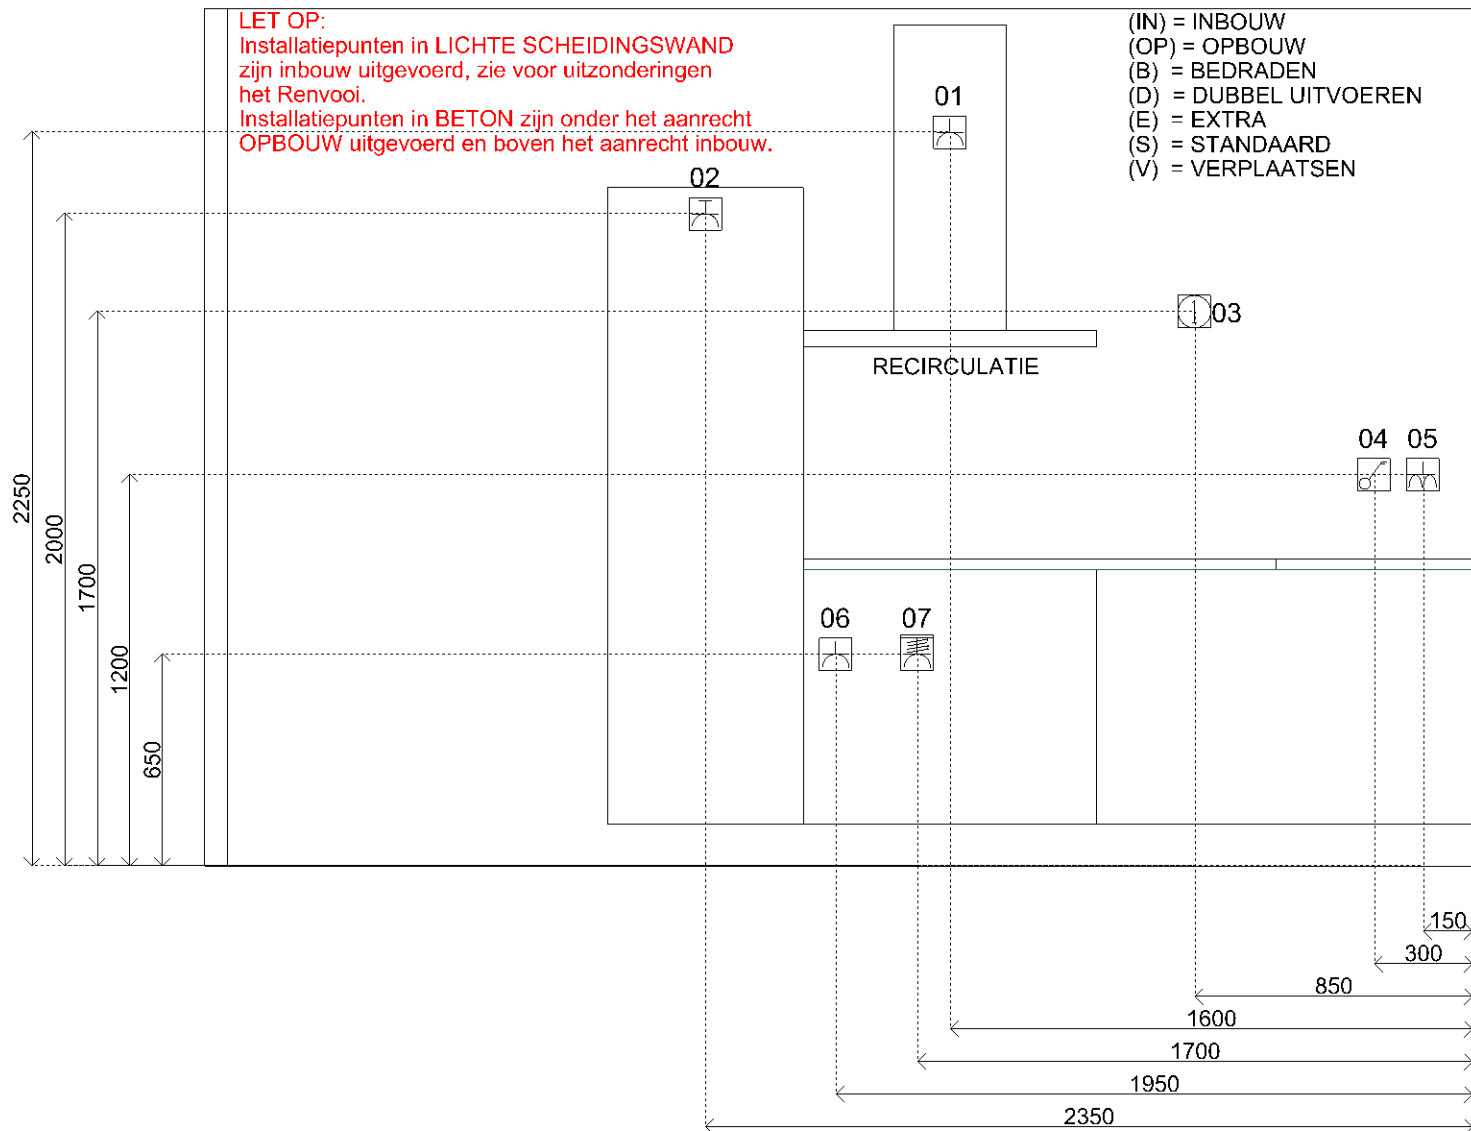 LET OP:
Installatiepunten in LICHTE SCHEIDINGSWAND
zijn inbouw uitgevoerd, zie voor uitzonderingen
het Renvooi.
Installatiepunten in BETON zijn onder het aanrecht
OPBOUW uitgevoerd en boven het aanrecht inbouw.
(IN) = INBOUW
(OP) = OPBOUW
(B) = BEDRADEN
(D) = DUBBEL UITVOEREN
(E) = EXTRA
(S) = STANDAARD
(V) = VERPLAATSEN
01
02
03
RECIRCULATIE
04 05
06 07
2250
2000
1700
1200
650
150
300
850
1600
1700
1950
2350